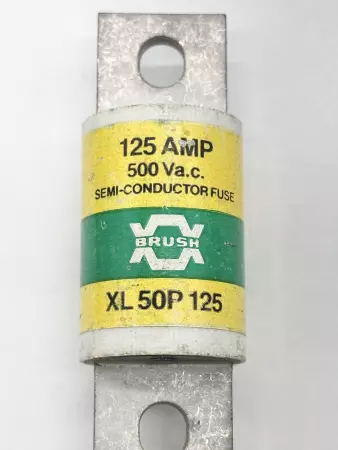 125 AMP
500 Va.c.
SEMI-CONDUCTOR FUSE
BRUSH
XL 50P 125